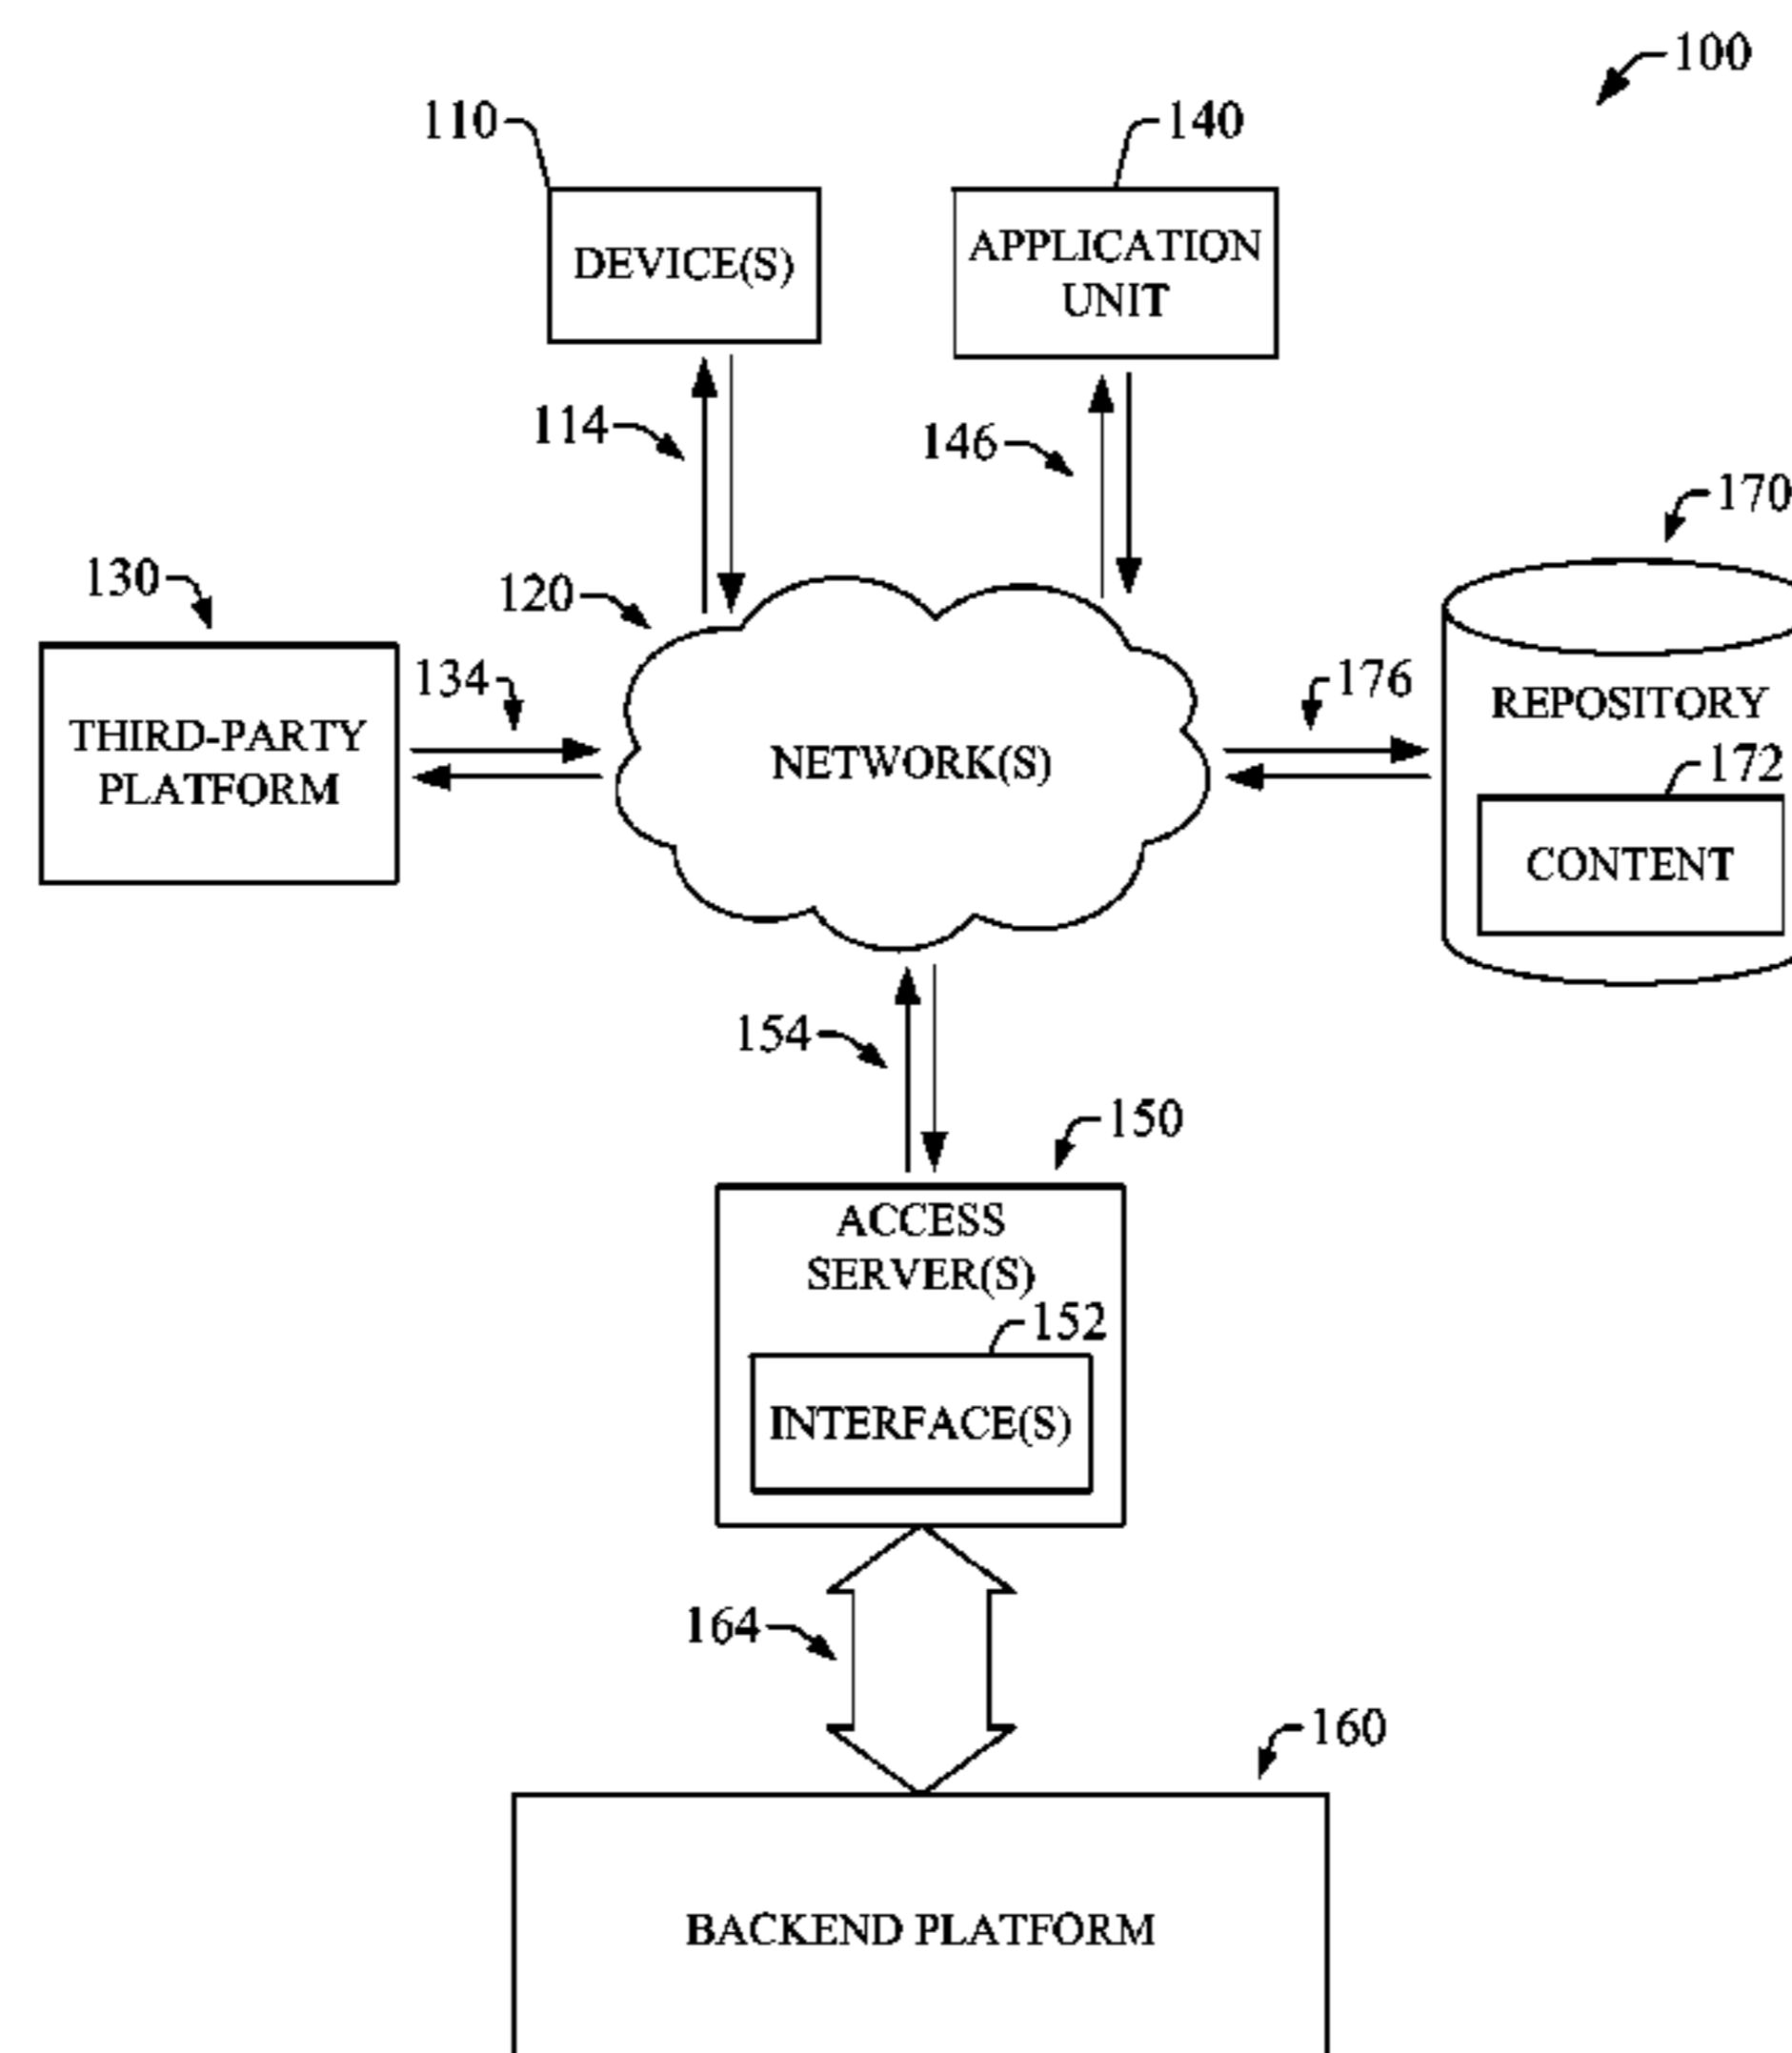 100
110
140
DEVICE(S)
APPLICATION
UNIT
114
146
170
130
120
134
176
THIRD-PARTY
PLATFORM
NETWORK(S)
REPOSITORY
172
CONTENT
154
150
ACCESS
SERVER(S)
152
INTERFACE(S)
164
160
BACKEND PLATFORM